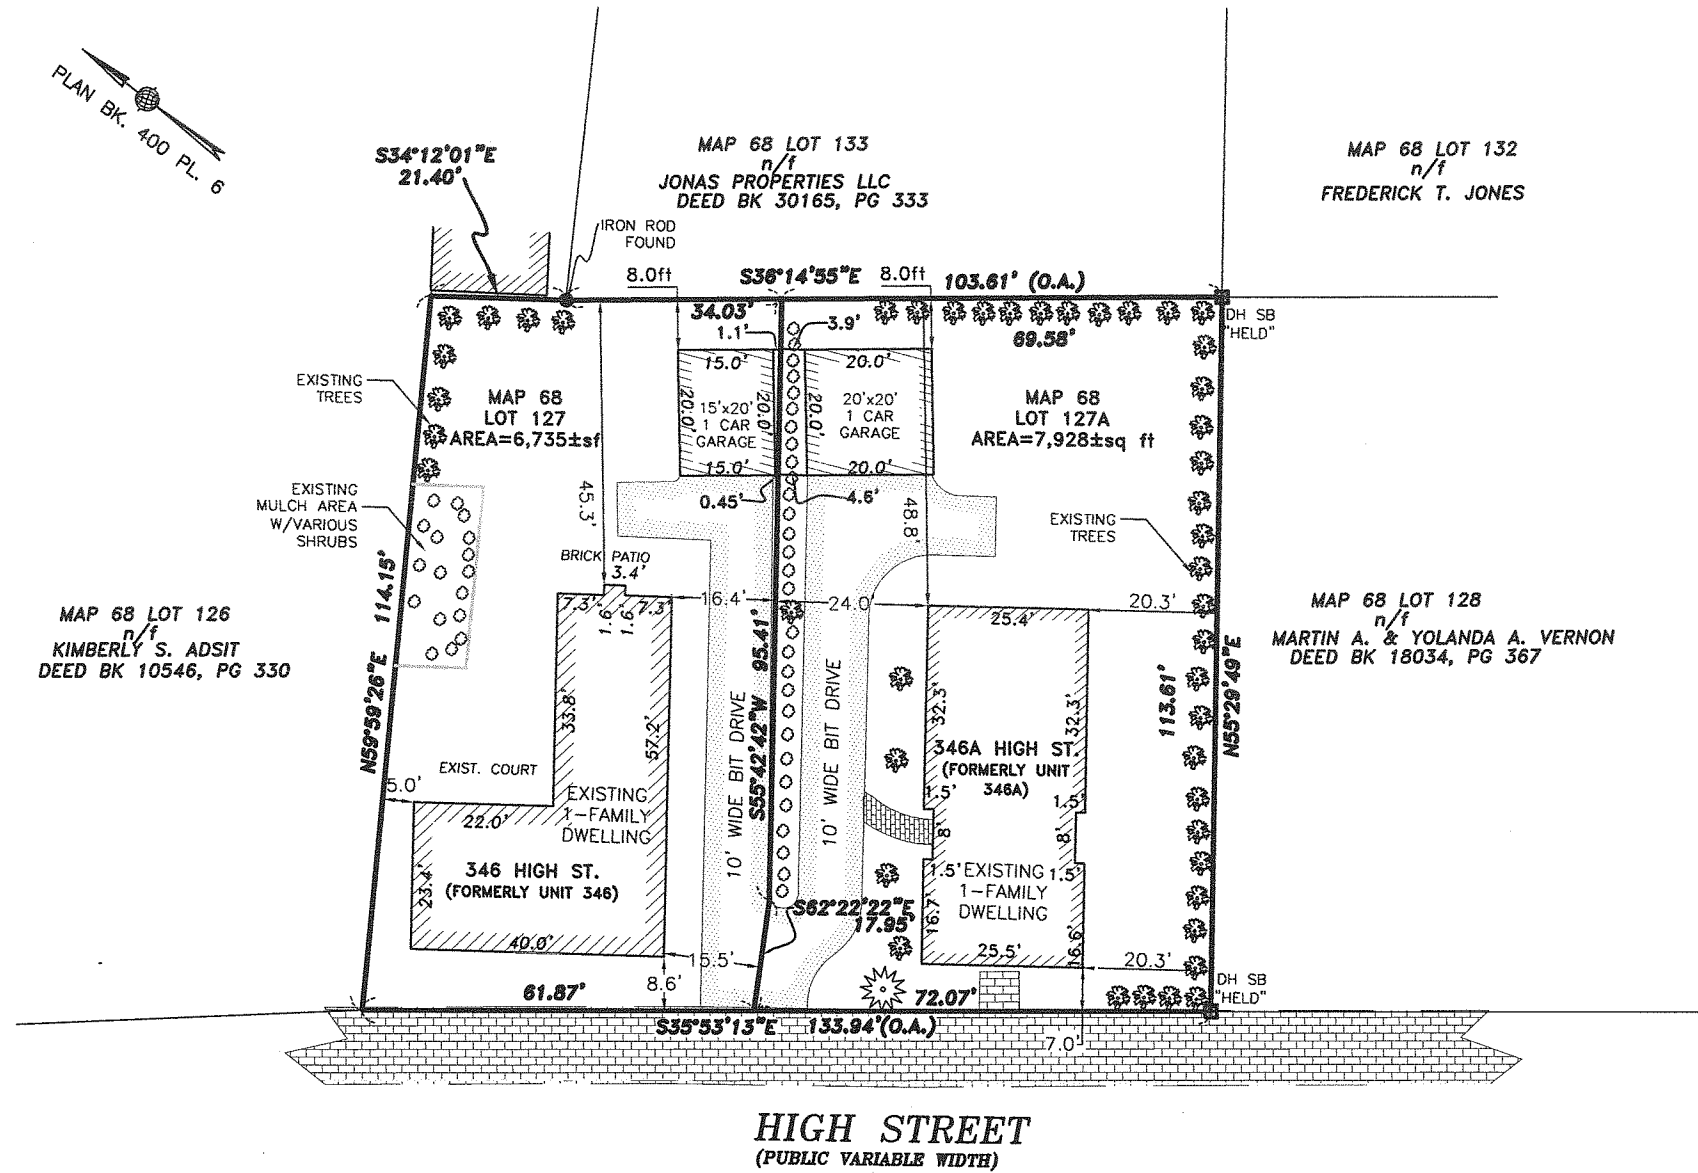 PLAN BK. 400 PL. 6
S34°12'01"E
21.40'
MAP 68 LOT 133
n/f
JONAS PROPERTIES LLC
DEED BK 30165, PG 333
MAP 68 LOT 132
n/f
FREDERICK T. JONES
IRON ROD
FOUND
8.0ft
S36°14'55"E
8.0ft
103.61' (O.A.)
34.03'
1.1'
3.9'
69.58'
DH SB
"HELD"
EXISTING
TREES
MAP 68
LOT 127
AREA=6,735±sf
15.0'
20.0'
15'x20'
1 CAR
GARAGE
20.0'
15.0'
20.0'
20.0'
20'x20'
1 CAR
GARAGE
20.0'
MAP 68
LOT 127A
AREA=7,928±sq ft
EXISTING
MULCH AREA
W/VARIOUS
SHRUBS
45.3'
0.45'
4.6'
48.8'
EXISTING
TREES
BRICK PATIO
3.4'
7.3'
1.6'
1.6'
7.3'
16.4'
24.0'
25.4'
20.3'
MAP 68 LOT 126
n/f
KIMBERLY S. ADSIT
DEED BK 10546, PG 330
N59°59'26"E 114.15'
MAP 68 LOT 128
n/f
MARTIN A. & YOLANDA A. VERNON
DEED BK 18034, PG 367
113.61'
N55°29'49"E
33.8'
57.2'
10' WIDE BIT DRIVE
S55°42'42"W 95.41'
10' WIDE BIT DRIVE
32.3'
32.3'
346A HIGH ST.
(FORMERLY UNIT
346A)
EXIST. COURT
5.0'
22.0'
EXISTING
1-FAMILY
DWELLING
1.5'
1.5'
8'
8'
346 HIGH ST.
(FORMERLY UNIT 346)
23.4'
1.5'
EXISTING
1-FAMILY
DWELLING
1.5'
S62°22'22"E
17.95'
16.7'
16.6'
40.0'
15.5'
8.6'
25.5'
20.3'
61.87'
72.07'
DH SB
"HELD"
S35°53'13"E 133.94'(O.A.)
7.0'
HIGH STREET
(PUBLIC VARIABLE WIDTH)